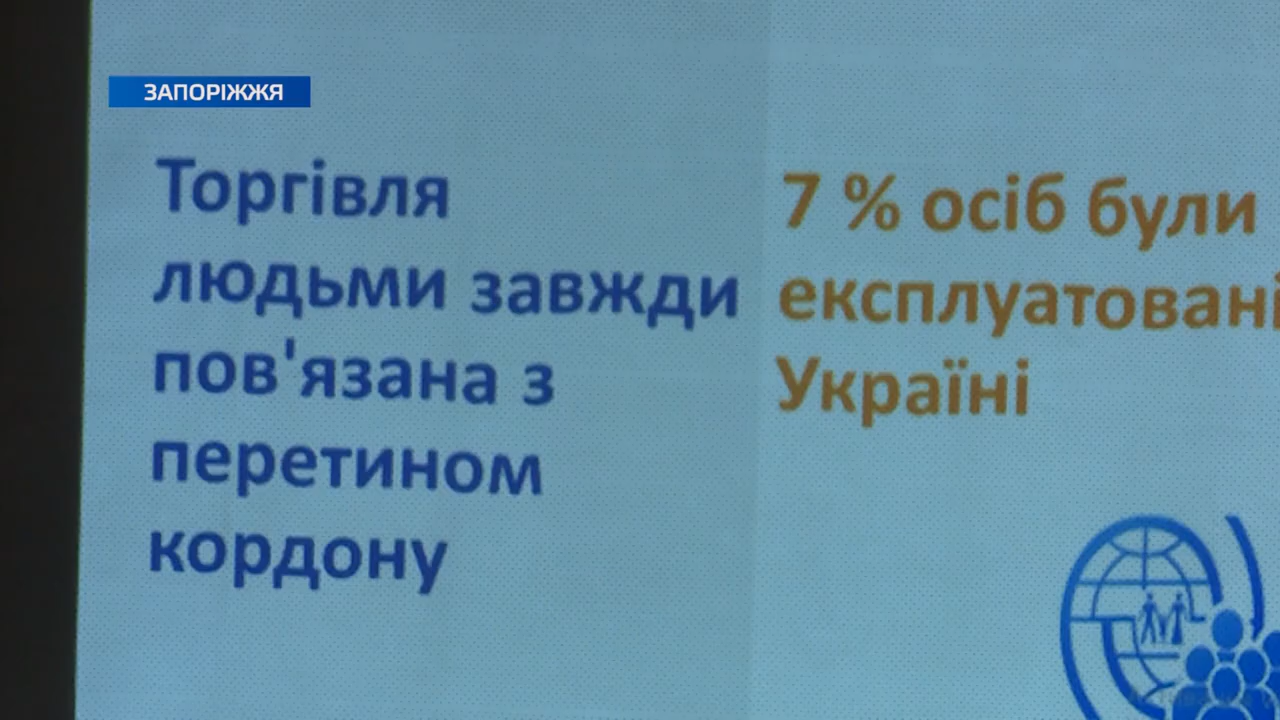 ЗАПОРІЖЖЯ
Торгівля
людьми завжди
пов'язана з
перетином
кордону
7 % осіб були
експлуатовані
Україні